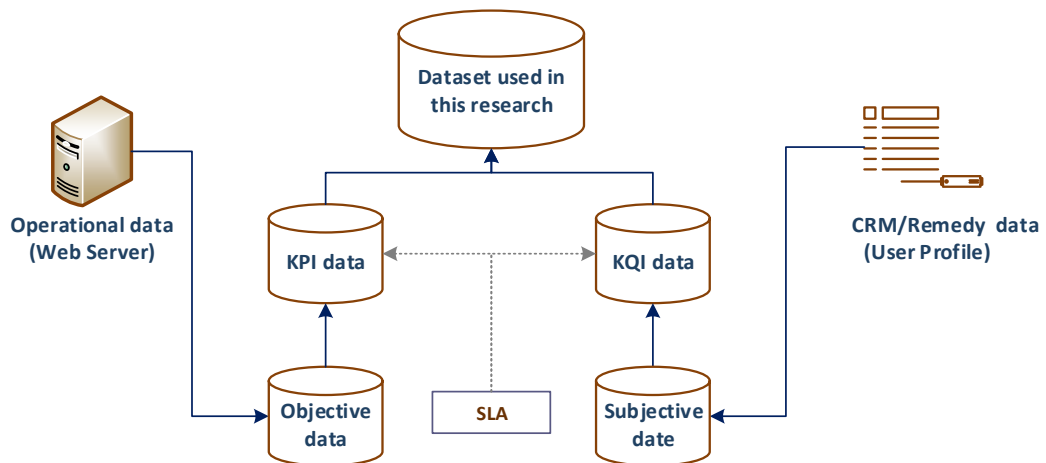 Dataset used in
this research
Operational data
(Web Server)
CRM/Remedy data
(User Profile)
KPI data
KQI data
Objective
data
SLA
Subjective
date